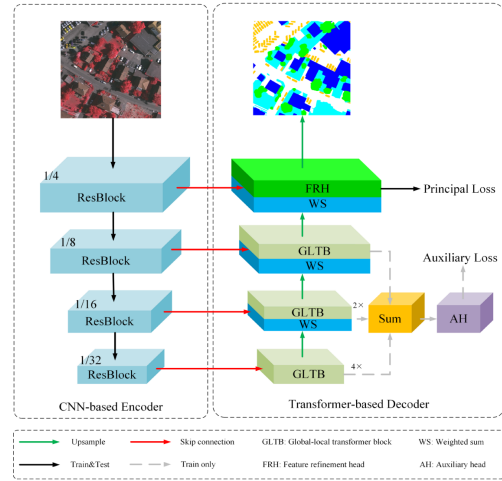 1/4
ResBlock
FRH
WS
Principal Loss
1/8
ResBlock
GLTB
WS
Auxiliary Loss
1/16
ResBlock
GLTB
WS
2×
Sum
AH
1/32
ResBlock
GLTB
4×
CNN-based Encoder
Transformer-based Decoder
Upsample
Skip connection
GLTB: Global-local transformer block
WS: Weighted sum
Train&Test
Train only
FRH: Feature refinement head
AH: Auxiliary head